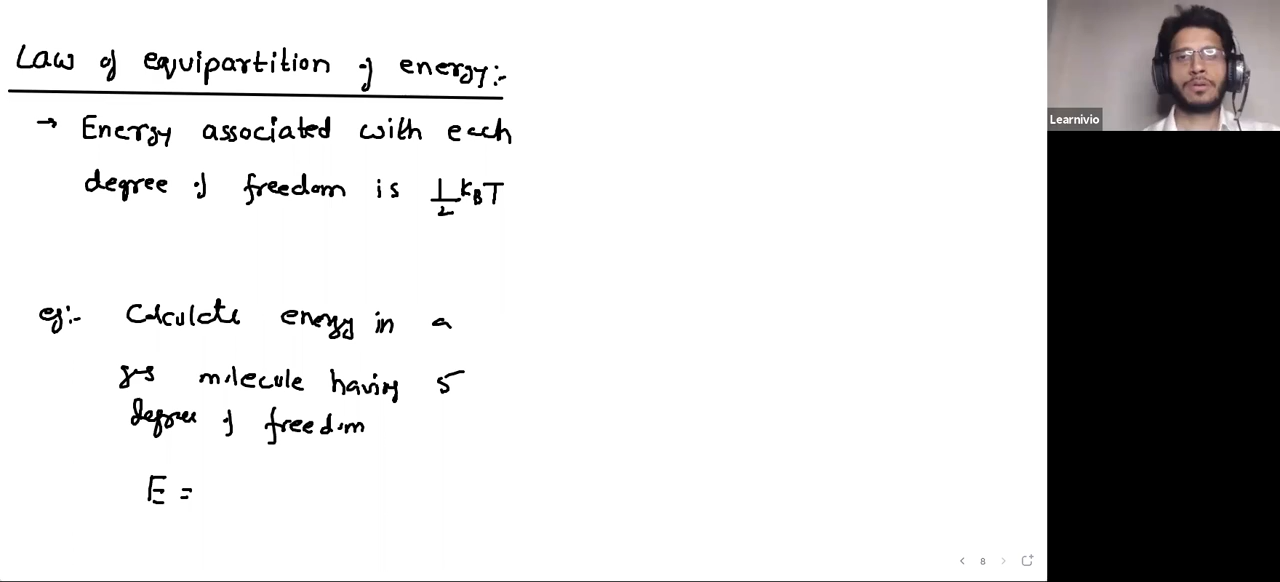 Law of equipartition of energy:-
→ Energy associated with each
degree of freedom is 1/2 KBT
eg:- Calculate energy in a
gas molecule having 5
degree of freedom
E =
Learnivio
8